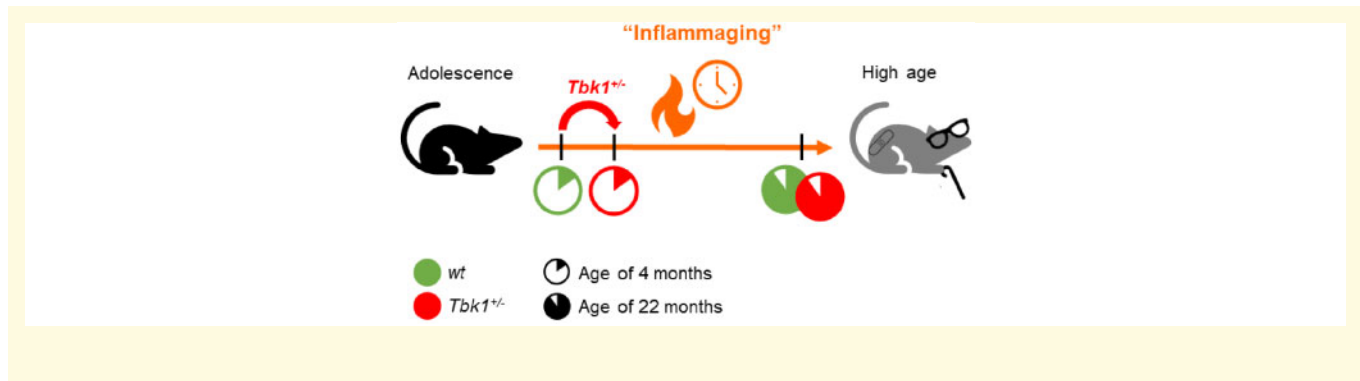 “Inflammaging”
Adolescence
Tbk1+/-
High age
wt
Age of 4 months
Tbk1+/-
Age of 22 months